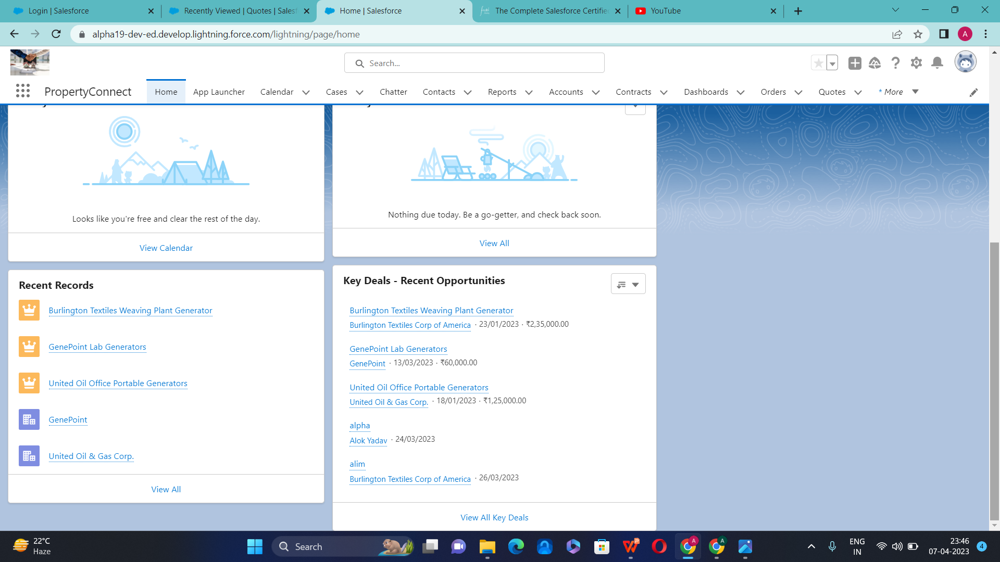 Login | Salesforce
Recently Viewed | Quotes | Salesf
Home | Salesforce
The Complete Salesforce Certifie
YouTube
alpha19-dev-ed.develop.lightning.force.com/lightning/page/home
A
Search...
PropertyConnect
Home
App Launcher
Calendar
Cases
Chatter
Contacts
Reports
Accounts
Contracts
Dashboards
Orders
Quotes
* More
Looks like you're free and clear the rest of the day.
View Calendar
Nothing due today. Be a go-getter, and check back soon.
View All
Recent Records
Burlington Textiles Weaving Plant Generator
GenePoint Lab Generators
United Oil Office Portable Generators
GenePoint
United Oil & Gas Corp.
View All
Key Deals - Recent Opportunities
Burlington Textiles Weaving Plant Generator
Burlington Textiles Corp of America · 23/01/2023 · ₹2,35,000.00
GenePoint Lab Generators
GenePoint · 13/03/2023 · ₹60,000.00
United Oil Office Portable Generators
United Oil & Gas Corp. · 18/01/2023 · ₹1,25,000.00
alpha
Alok Yadav · 24/03/2023
alim
Burlington Textiles Corp of America · 26/03/2023
View All Key Deals
22°C
Haze
Search
A
A
ENG
IN
23:46
07-04-2023
4